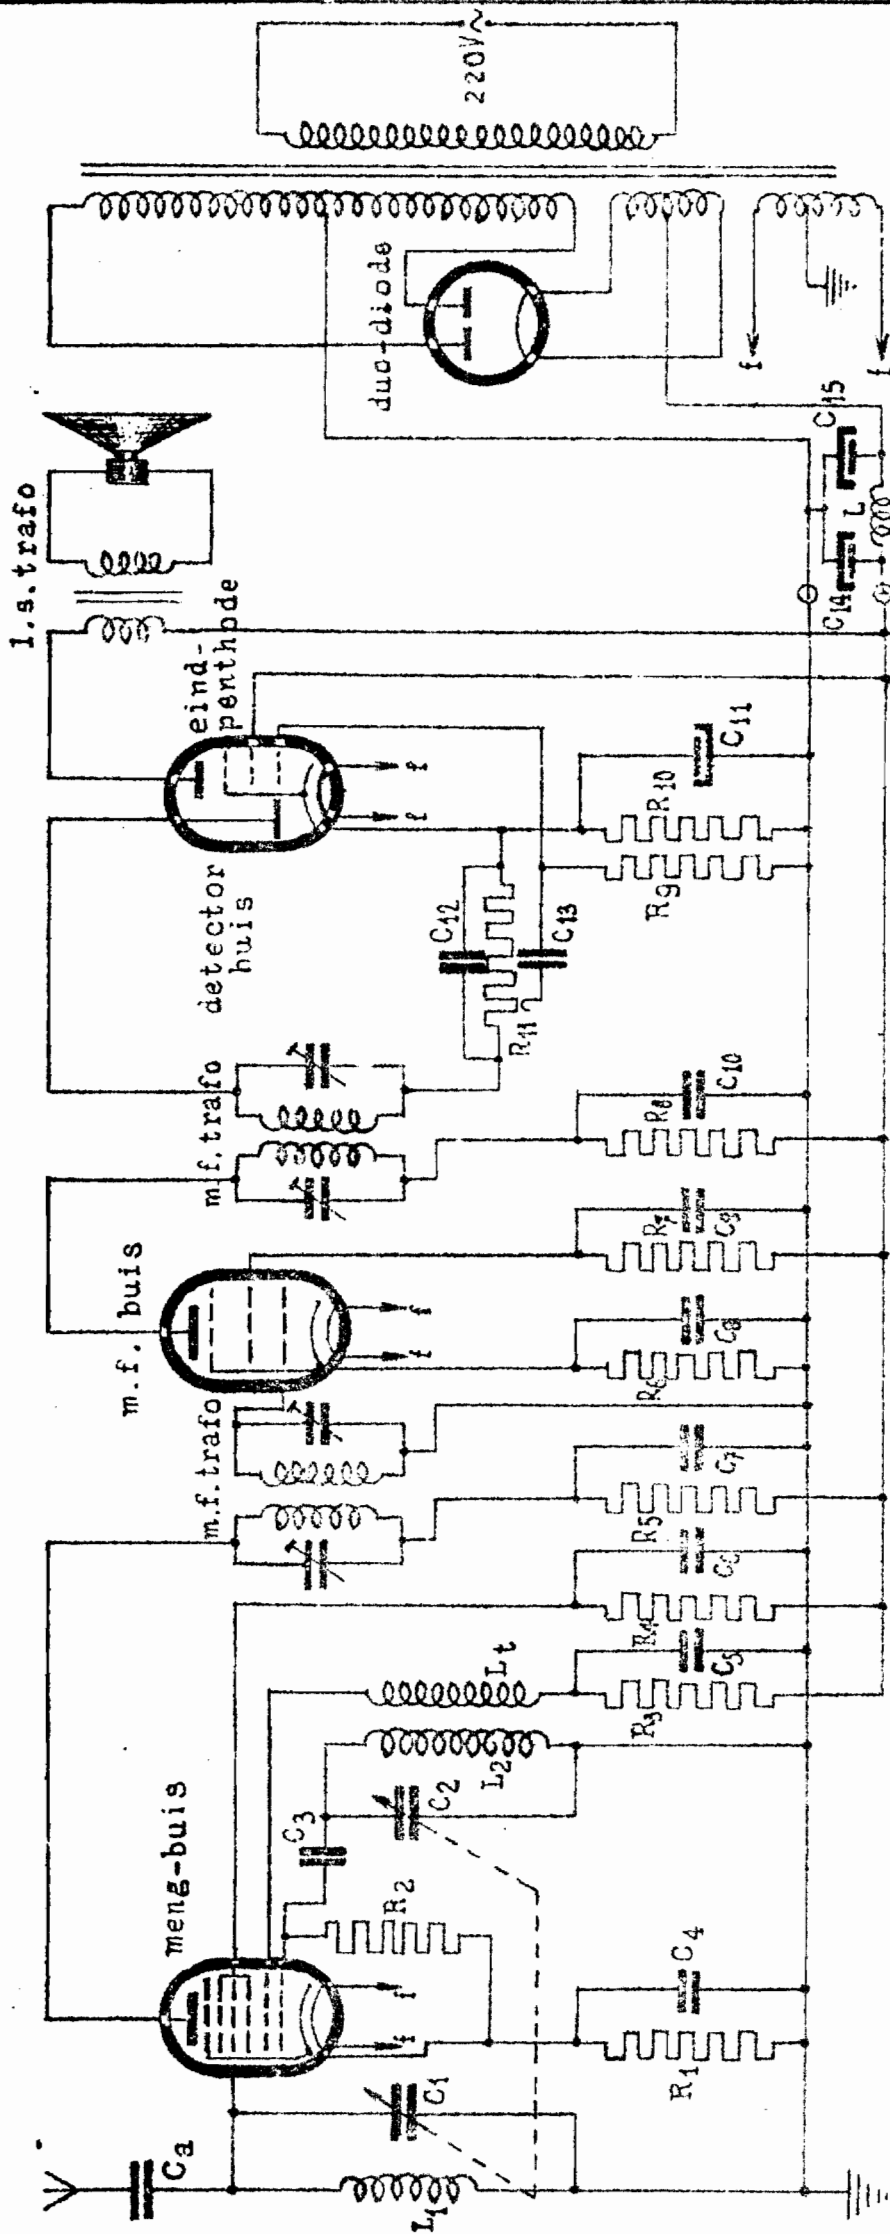 Ca
L1
C1
meng-buis
f
f
R2
C3
C2
L2
Lt
R1
C4
R3
C5
R4
C6
R5
C7
m.f.trafo
m.f. buis
f
f
R6
C8
R7
C9
R8
C10
m.f.trafo
detector
buis
eind-
penthode
f
f
C12
R11
C13
R9
R10
C11
l.s.trafo
duo-diode
220V~
f
f
C14
L
C15